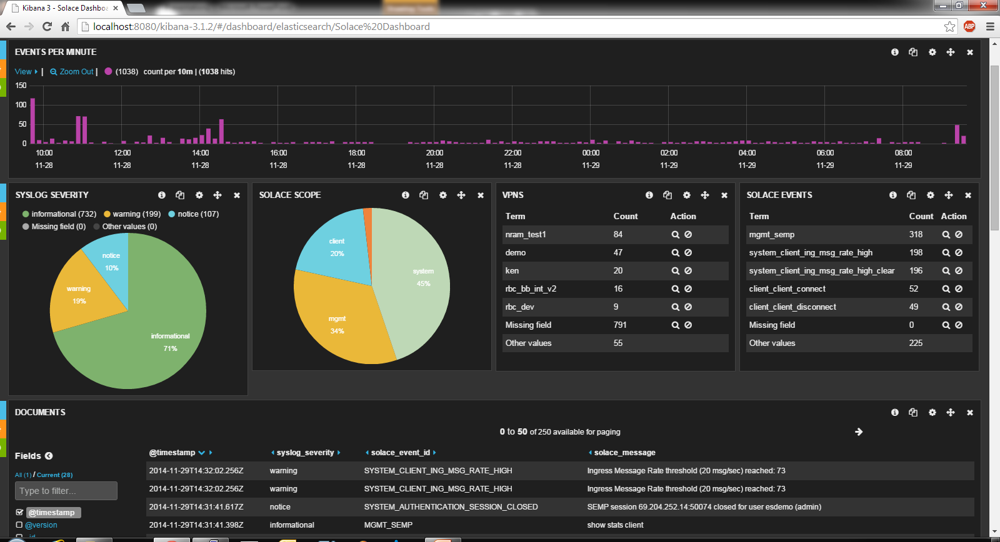 Kibana 3 - Solace Dashboa
localhost:8080/kibana-3.1.2/#/dashboard/elasticsearch/Solace%20Dashboard
ABP
EVENTS PER MINUTE
View | Zoom Out | (1038) count per 10m | (1038 hits)
150
100
50
0
10:00 12:00 14:00 16:00 18:00 20:00 22:00 00:00 02:00 04:00 06:00 08:00
11-28 11-28 11-28 11-28 11-28 11-28 11-28 11-29 11-29 11-29 11-29 11-29
SYSLOG SEVERITY
informational (732) warning (199) notice (107)
Missing field (0) Other values (0)
notice
10%
warning
19%
informational
71%
SOLACE SCOPE
client
20%
system
45%
mgmt
34%
VPNS
Term Count Action
nram_test1 84
demo 47
ken 20
rbc_bb_int_v2 16
rbc_dev 9
Missing field 791
Other values 55
SOLACE EVENTS
Term Count Action
mgmt_semp 318
system_client_ing_msg_rate_high 198
system_client_ing_msg_rate_high_clear 196
client_client_connect 52
client_client_disconnect 49
Missing field 0
Other values 225
DOCUMENTS
0 to 50 of 250 available for paging
Fields
All (1) / Current (28)
Type to filter...
@timestamp
@version
_id
@timestamp syslog_severity solace_event_id solace_message
2014-11-29T14:32:02.256Z warning SYSTEM_CLIENT_ING_MSG_RATE_HIGH Ingress Message Rate threshold (20 msg/sec) reached: 73
2014-11-29T14:32:02.256Z warning SYSTEM_CLIENT_ING_MSG_RATE_HIGH Ingress Message Rate threshold (20 msg/sec) reached: 73
2014-11-29T14:31:41.617Z notice SYSTEM_AUTHENTICATION_SESSION_CLOSED SEMP session 69.204.252.14:50074 closed for user esdemo (admin)
2014-11-29T14:31:41.398Z informational MGMT_SEMP show stats client